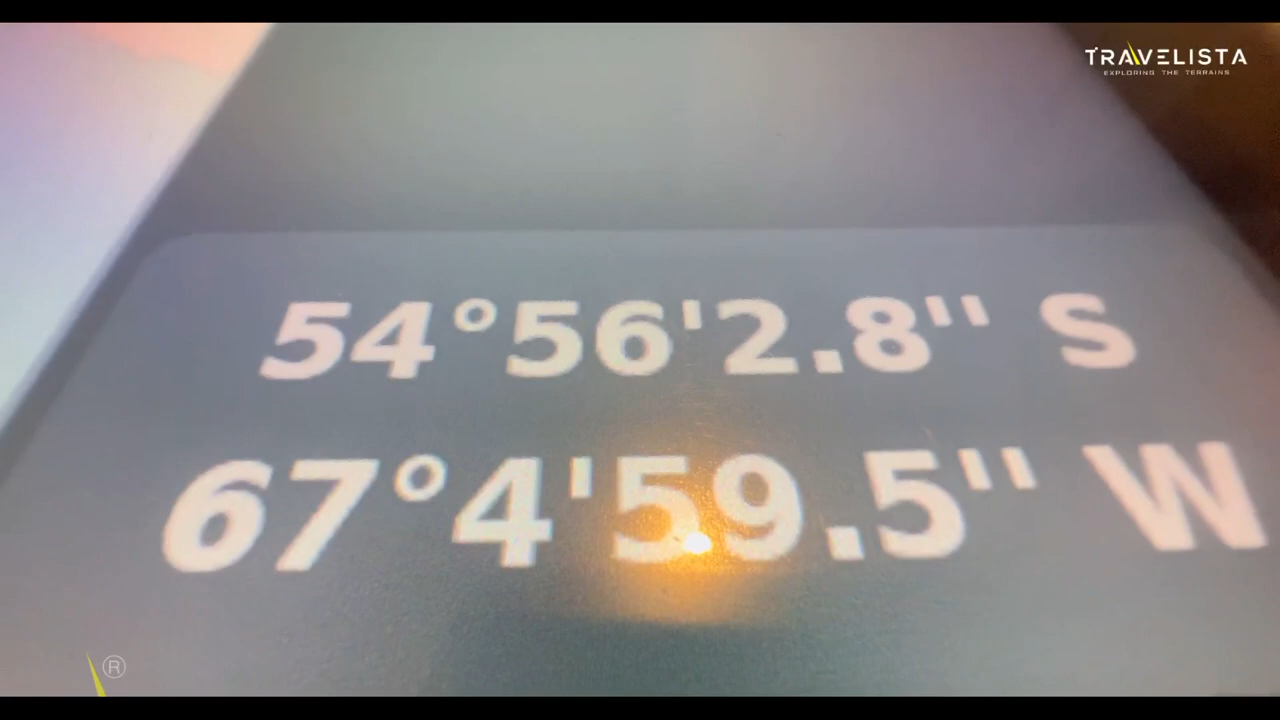 TRAVELISTA
EXPLORING THE TERRAINS
54°56'2.8" S
67°4'59.5" W
®